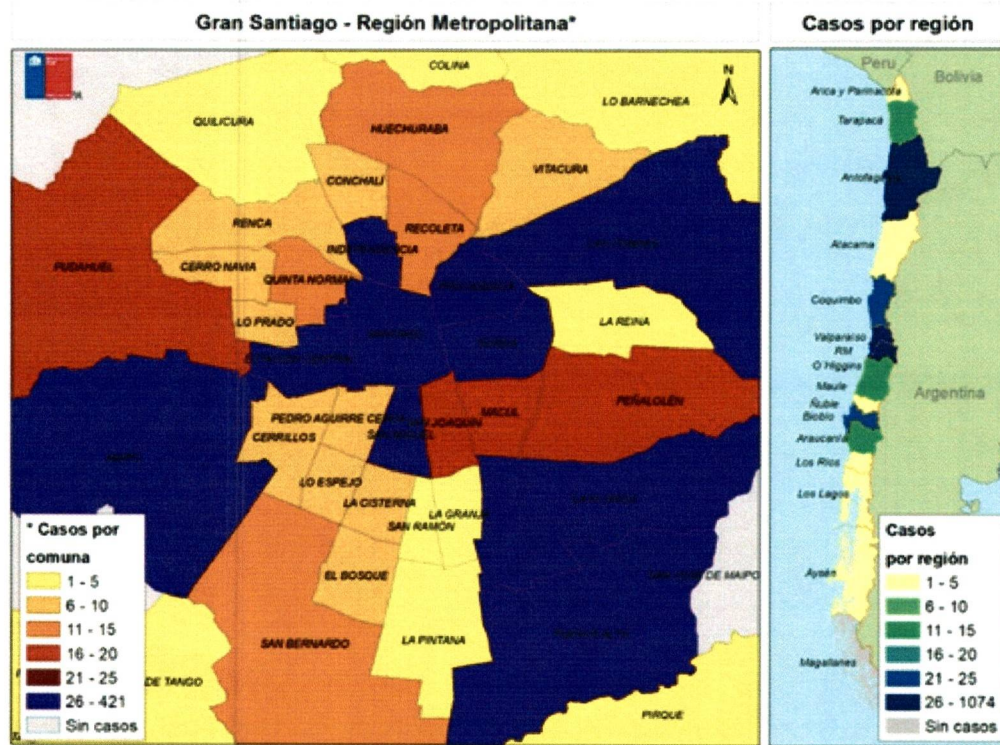 Gran Santiago - Región Metropolitana*
COLINA
N
LO BARNECHEA
QUILICURA
HUECHURABA
VITACURA
CONCHALÍ
RENCA
RECOLETA
INDEPENDENCIA
PUDAHUEL
CERRO NAVIA
QUINTA NORMAL
LO PRADO
LA REINA
PEÑALOLÉN
MACUL
PEDRO AGUIRRE CERDA
SAN JOAQUÍN
SAN MIGUEL
CERRILLOS
LO ESPEJO
LA CISTERNA
LA GRANJA
SAN RAMÓN
EL BOSQUE
DE MAIPO
SAN BERNARDO
LA PINTANA
DE TANGO
PIRQUE
* Casos por
comuna
1 - 5
6 - 10
11 - 15
16 - 20
21 - 25
26 - 421
Sin casos
Casos por región
Peru
Bolivia
Arica y Parinacota
Tarapacá
Antofagasta
Atacama
Coquimbo
Valparaíso
RM
O'Higgins
Maule
Ñuble
Biobío
Araucanía
Argentina
Los Ríos
Los Lagos
Aysén
Magallanes
Casos
por región
1 - 5
6 - 10
11 - 15
16 - 20
21 - 25
26 - 1074
Sin casos